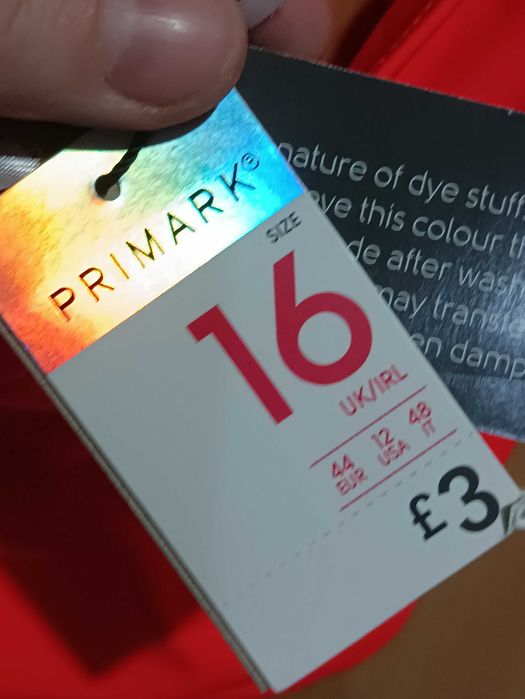 PRIMARK®
SIZE
16
UK/IRL
44 12 48
EUR USA IT
£3
nature of dye stuff
this colour
after wash
may
damp